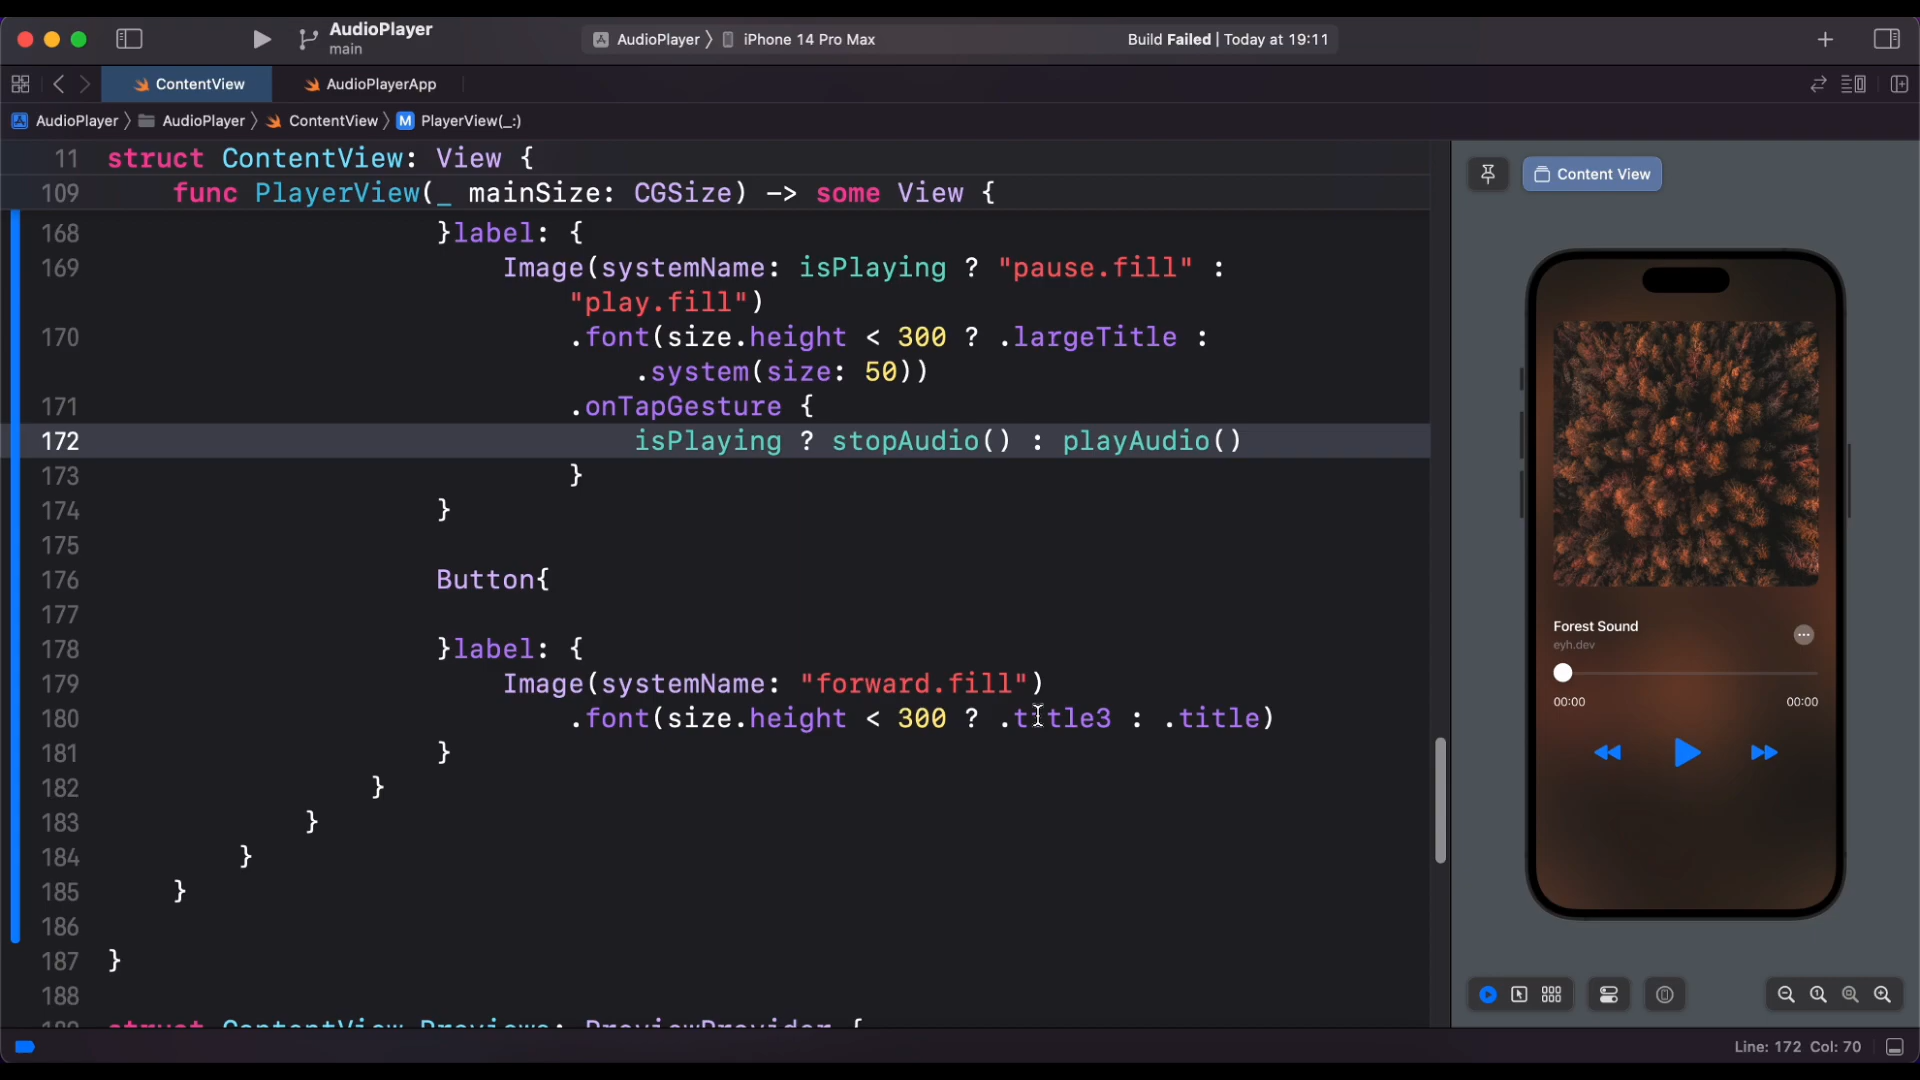 AudioPlayer
main
AudioPlayer 〉 iPhone 14 Pro Max
Build Failed | Today at 19:11
ContentView
AudioPlayerApp
AudioPlayer 〉 AudioPlayer 〉 ContentView 〉 M PlayerView(_:)
11 struct ContentView: View {
109 func PlayerView(_ mainSize: CGSize) -> some View {
168 }label: {
169 Image(systemName: isPlaying ? "pause.fill" :
"play.fill")
170 .font(size.height < 300 ? .largeTitle :
.system(size: 50))
171 .onTapGesture {
172 isPlaying ? stopAudio() : playAudio()
173 }
174 }
175
176 Button{
177
178 }label: {
179 Image(systemName: "forward.fill")
180 .font(size.height < 300 ? .title3 : .title)
181 }
182 }
183 }
184 }
185 }
186
187 }
188
189 struct ContentView_Previews: PreviewProvider {
Content View
Forest Sound
eyh.dev
00:00 00:00
Line: 172 Col: 70